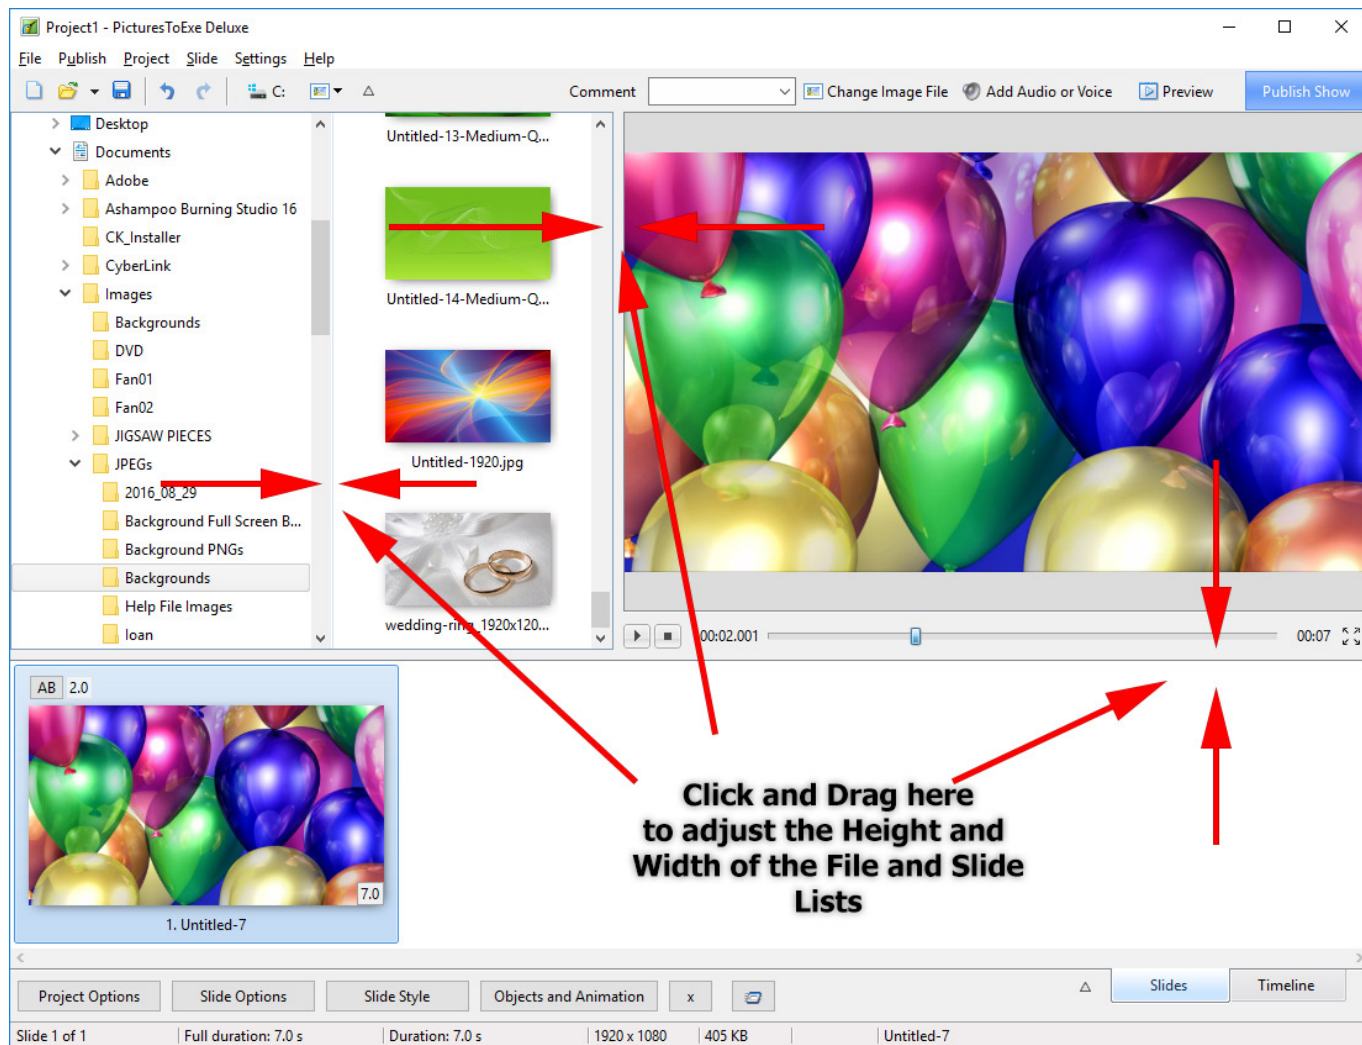 Project1 - PicturesToExe Deluxe
File Publish Project Slide Settings Help
C: Comment Change Image File Add Audio or Voice Preview Publish Show
Desktop
Documents
Adobe
Ashampoo Burning Studio 16
CK_Installer
CyberLink
Images
Backgrounds
DVD
Fan01
Fan02
JIGSAW PIECES
JPEGs
2016_08_29
Background Full Screen B...
Background PNGs
Backgrounds
Help File Images
loan
Untitled-13-Medium-Q...
Untitled-14-Medium-Q...
Untitled-1920.jpg
wedding-ring_1920x120...
00:02.001 00:07
AB 2.0
7.0
1. Untitled-7
Click and Drag here
to adjust the Height and
Width of the File and Slide
Lists
Project Options Slide Options Slide Style Objects and Animation x Slides Timeline
Slide 1 of 1 Full duration: 7.0 s Duration: 7.0 s 1920 x 1080 405 KB Untitled-7